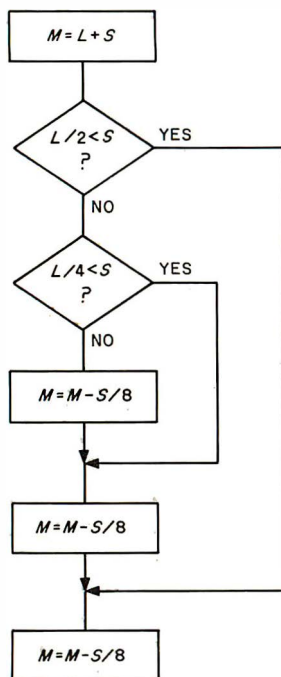 M = L + S
L/2 < S
?
YES
NO
L/4 < S
?
YES
NO
M = M - S/8
M = M - S/8
M = M - S/8